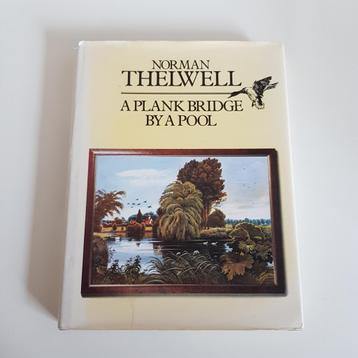 NORMAN
THELWELL
A PLANK BRIDGE
BY A POOL